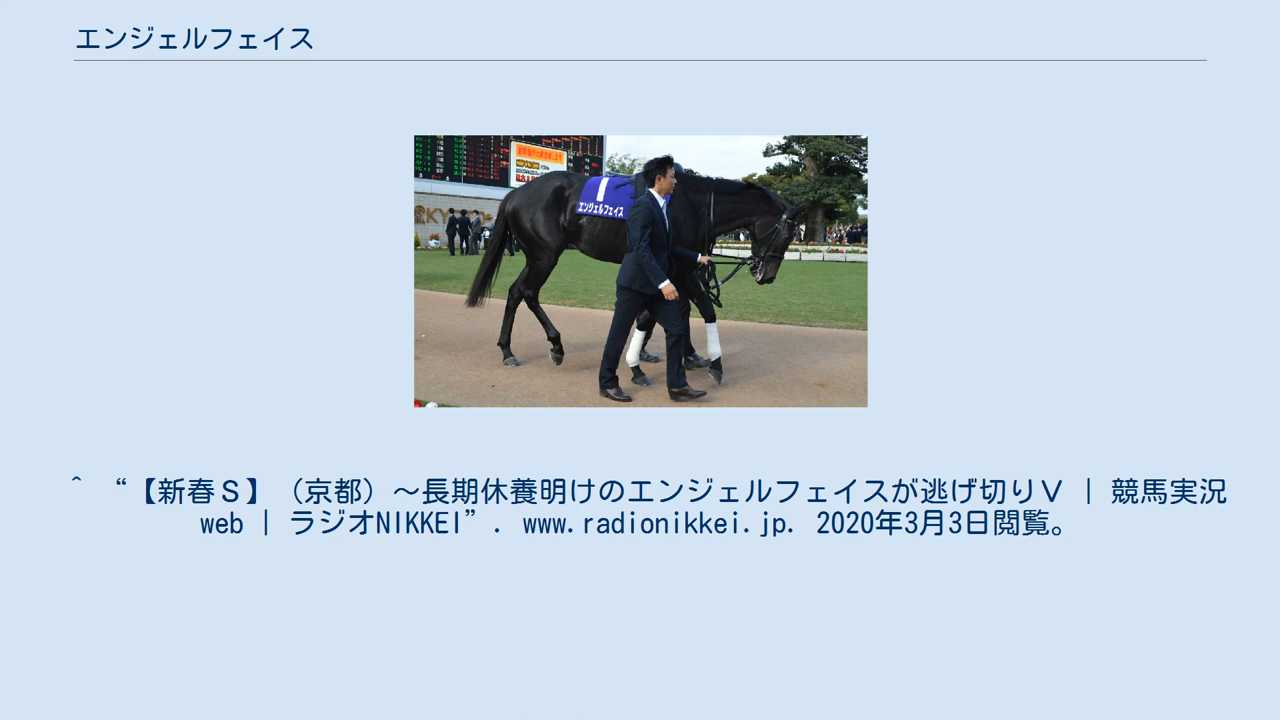 エンジェルフェイス
1
エンジェルフェイス
^ “【新春Ｓ】（京都）～長期休養明けのエンジェルフェイスが逃げ切りＶ | 競馬実況
web | ラジオNIKKEI”. www.radionikkei.jp. 2020年3月3日閲覧。